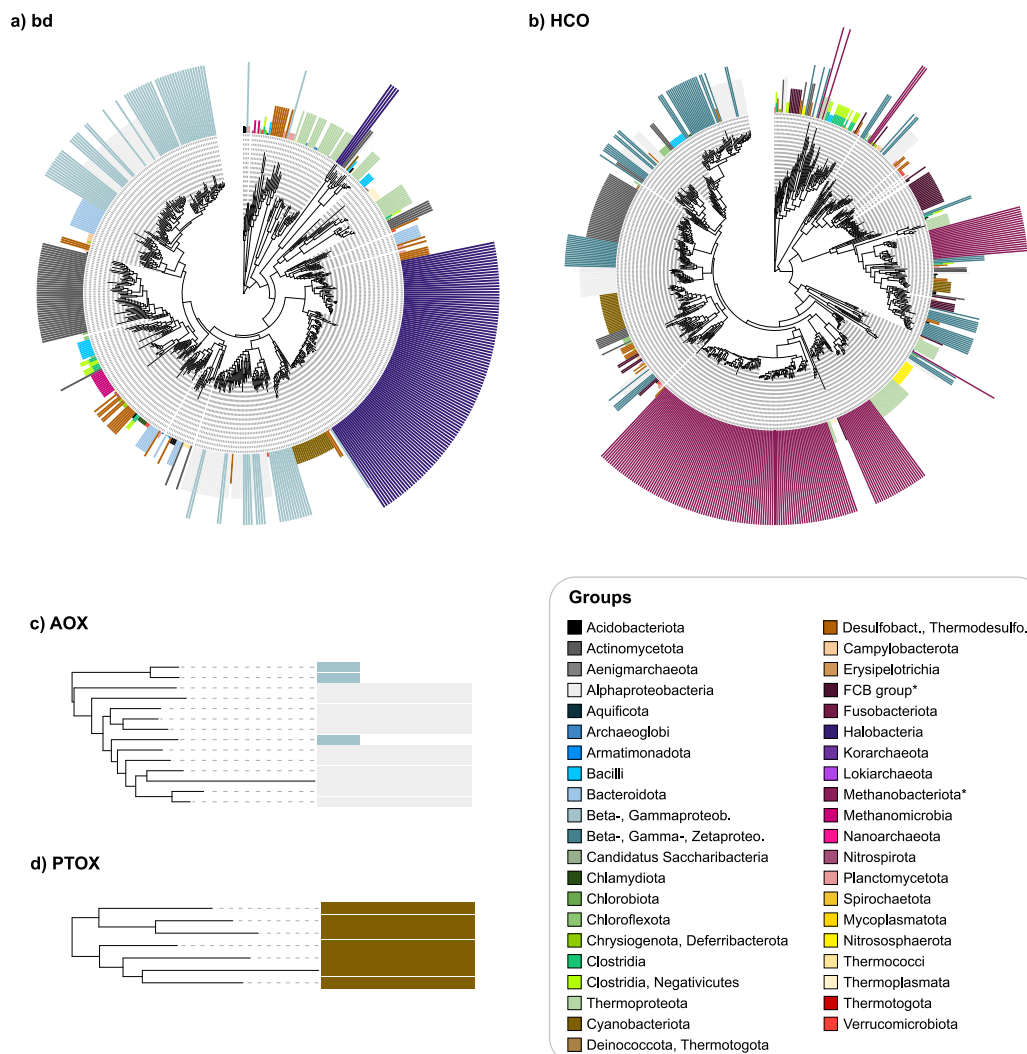 a) bd
b) HCO
c) AOX
d) PTOX
Groups
Acidobacteriota
Actinomycetota
Aenigmarchaeota
Alphaproteobacteria
Aquificota
Archaeoglobi
Armatimonadota
Bacilli
Bacteroidota
Beta-, Gammaproteob.
Beta-, Gamma-, Zetaproteo.
Candidatus Saccharibacteria
Chlamydiota
Chlorobiota
Chloroflexota
Chrysiogenota, Deferribacterota
Clostridia
Clostridia, Negativicutes
Thermoproteota
Cyanobacteriota
Deinococcota, Thermotogota
Desulfobact., Thermodesulfo.
Campylobacterota
Erysipelotrichia
FCB group*
Fusobacteriota
Halobacteria
Korarchaeota
Lokiarchaeota
Methanobacteriota*
Methanomicrobia
Nanoarchaeota
Nitrospirota
Planctomycetota
Spirochaetota
Mycoplasmatota
Nitrososphaerota
Thermococci
Thermoplasmata
Thermotogota
Verrucomicrobiota